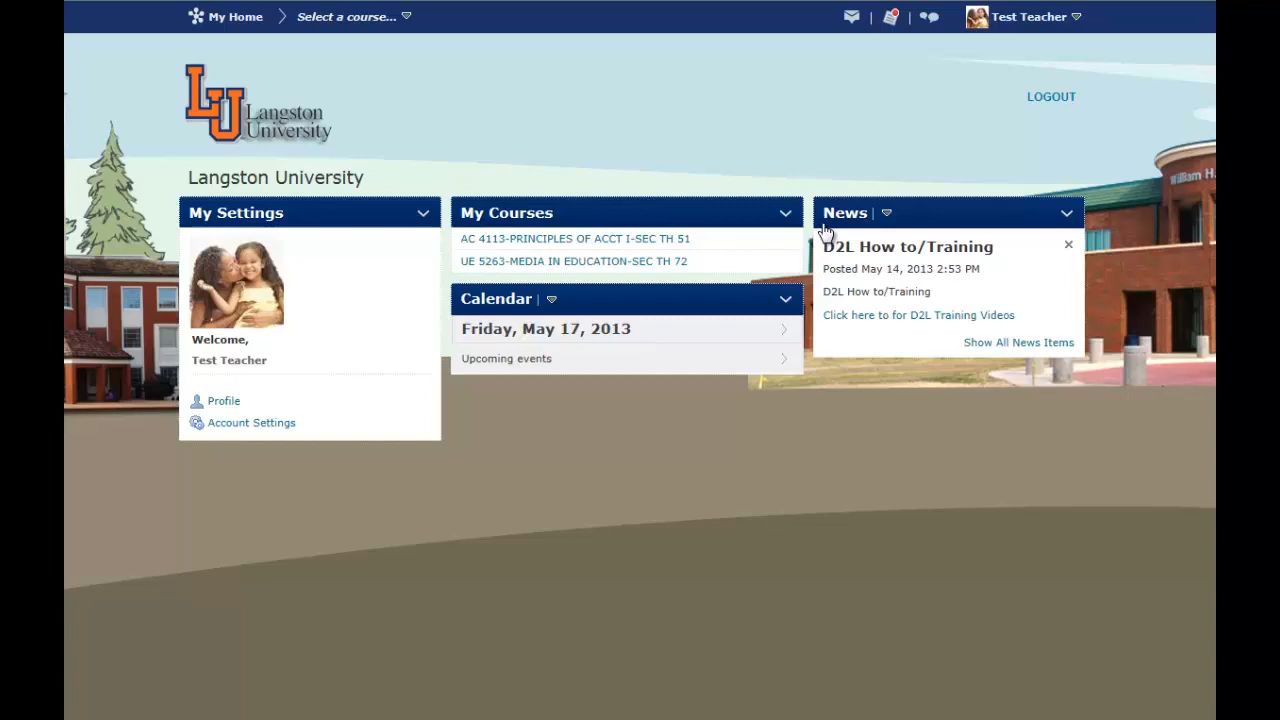 My Home
Select a course...
Test Teacher
LU Langston University
LOGOUT
William H.
Langston University
My Settings
Welcome,
Test Teacher
Profile
Account Settings
My Courses
AC 4113-PRINCIPLES OF ACCT I-SEC TH 51
UE 5263-MEDIA IN EDUCATION-SEC TH 72
Calendar
Friday, May 17, 2013
Upcoming events
News
D2L How to/Training
Posted May 14, 2013 2:53 PM
D2L How to/Training
Click here to for D2L Training Videos
Show All News Items